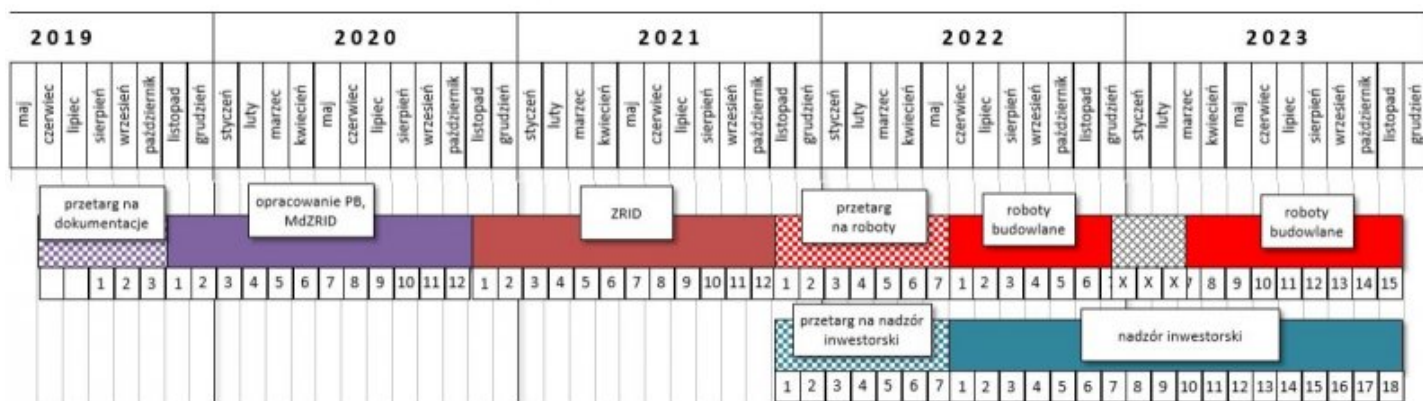 2019 2020 2021 2022 2023
maj czerwiec lipiec sierpień wrzesień październik listopad grudzień styczeń luty marzec kwiecień maj czerwiec lipiec sierpień wrzesień październik listopad grudzień styczeń luty marzec kwiecień maj czerwiec lipiec sierpień wrzesień październik listopad grudzień styczeń luty marzec kwiecień maj czerwiec lipiec sierpień wrzesień październik listopad grudzień styczeń luty marzec kwiecień maj czerwiec lipiec sierpień wrzesień październik listopad grudzień
przetarg na
dokumentacje
opracowanie PB,
MdZRID
ZRID
przetarg
na roboty
roboty
budowlane
roboty
budowlane
1 2 3 1 2 3 4 5 6 7 8 9 10 11 12 1 2 3 4 5 6 7 8 9 10 11 12 1 2 3 4 5 6 7 1 2 3 4 5 6 7 X X X 7 8 9 10 11 12 13 14 15
przetarg na nadzór
inwestorski
nadzór inwestorski
1 2 3 4 5 6 7 1 2 3 4 5 6 7 8 9 10 11 12 13 14 15 16 17 18